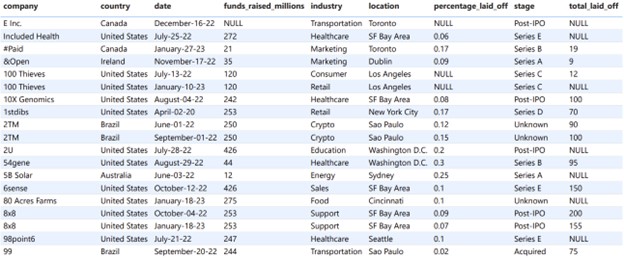 company country date funds_raised_millions industry location percentage_laid_off stage total_laid_off
E Inc. Canada December-16-22 NULL Transportation Toronto NULL Post-IPO NULL
Included Health United States July-25-22 272 Healthcare SF Bay Area 0.06 Series E NULL
#Paid Canada January-27-23 21 Marketing Toronto 0.17 Series B 19
&Open Ireland November-17-22 35 Marketing Dublin 0.09 Series A 9
100 Thieves United States July-13-22 120 Consumer Los Angeles NULL Series C 12
100 Thieves United States January-10-23 120 Retail Los Angeles NULL Series C NULL
10X Genomics United States August-04-22 242 Healthcare SF Bay Area 0.08 Post-IPO 100
1stdibs United States April-02-20 253 Retail New York City 0.17 Series D 70
2TM Brazil June-01-22 250 Crypto Sao Paulo 0.12 Unknown 90
2TM Brazil September-01-22 250 Crypto Sao Paulo 0.15 Unknown 100
2U United States July-28-22 426 Education Washington D.C. 0.2 Post-IPO NULL
54gene United States August-29-22 44 Healthcare Washington D.C. 0.3 Series B 95
5B Solar Australia June-03-22 12 Energy Sydney 0.25 Series A NULL
6sense United States October-12-22 426 Sales SF Bay Area 0.1 Series E 150
80 Acres Farms United States January-18-23 275 Food Cincinnati 0.1 Unknown NULL
8x8 United States October-04-22 253 Support SF Bay Area 0.09 Post-IPO 200
8x8 United States January-18-23 253 Support SF Bay Area 0.07 Post-IPO 155
98point6 United States July-21-22 247 Healthcare Seattle 0.1 Series E NULL
99 Brazil September-20-22 244 Transportation Sao Paulo 0.02 Acquired 75